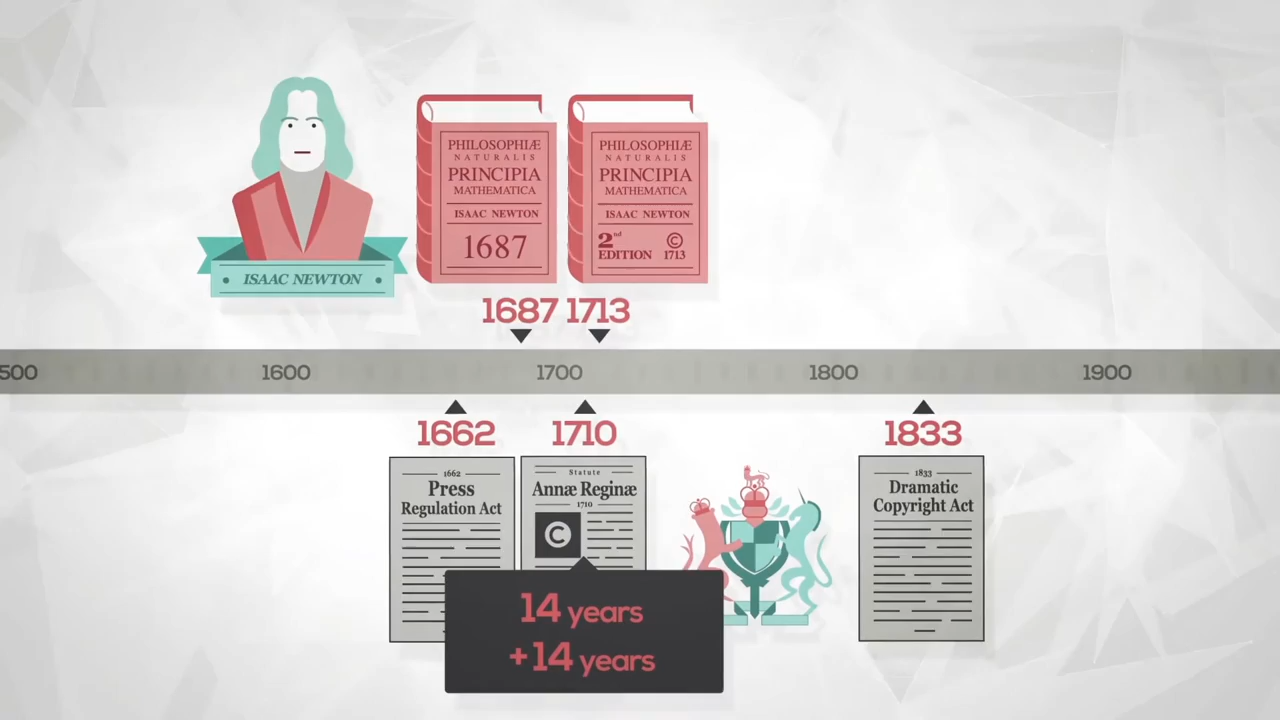 PHILOSOPHIÆ
NATURALIS
PRINCIPIA
MATHEMATICA
ISAAC NEWTON
1687
PHILOSOPHIÆ
NATURALIS
PRINCIPIA
MATHEMATICA
ISAAC NEWTON
2nd
EDITION
©
1713
ISAAC NEWTON
1687 1713
500 1600 1700 1800 1900
1662 1710 1833
1662
Press
Regulation Act
Statute
Annæ Reginæ
1710
©
1833
Dramatic
Copyright Act
14 years
+14 years